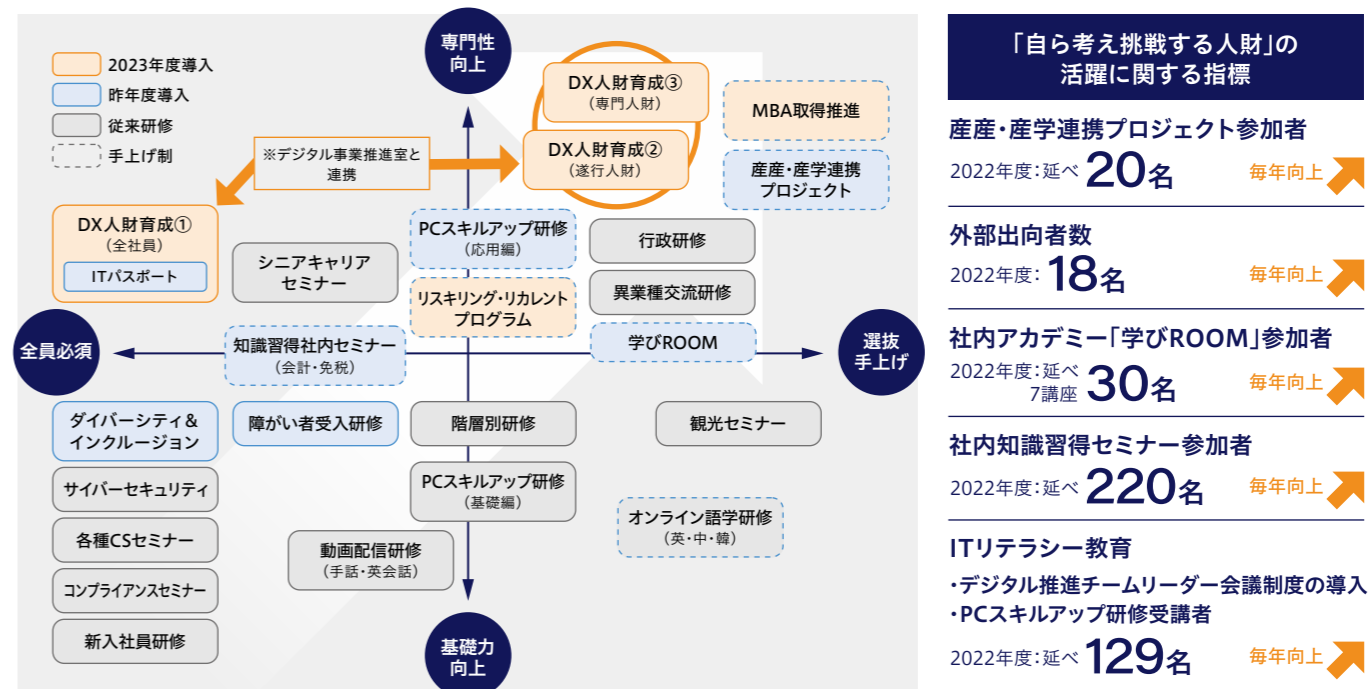 2023年度導入
昨年度導入
従来研修
手上げ制
専門性
向上
全員必須
選抜
手上げ
基礎力
向上
※デジタル事業推進室と
連携
DX人財育成③
(専門人財)
DX人財育成②
(遂行人財)
MBA取得推進
産産・産学連携
プロジェクト
DX人財育成①
(全社員)
ITパスポート
シニアキャリア
セミナー
PCスキルアップ研修
(応用編)
リスキリング・リカレント
プログラム
行政研修
異業種交流研修
知識習得社内セミナー
(会計・免税)
学びROOM
ダイバーシティ&
インクルージョン
障がい者受入研修
階層別研修
観光セミナー
サイバーセキュリティ
PCスキルアップ研修
(基礎編)
各種CSセミナー
オンライン語学研修
(英・中・韓)
動画配信研修
(手話・英会話)
コンプライアンスセミナー
新入社員研修
「自ら考え挑戦する人財」の
活躍に関する指標
産産・産学連携プロジェクト参加者
2022年度:延べ 20名 毎年向上
外部出向者数
2022年度: 18名 毎年向上
社内アカデミー「学びROOM」参加者
2022年度:延べ
7講座 30名 毎年向上
社内知識習得セミナー参加者
2022年度:延べ 220名 毎年向上
ITリテラシー教育
・デジタル推進チームリーダー会議制度の導入
・PCスキルアップ研修受講者
2022年度:延べ 129名 毎年向上